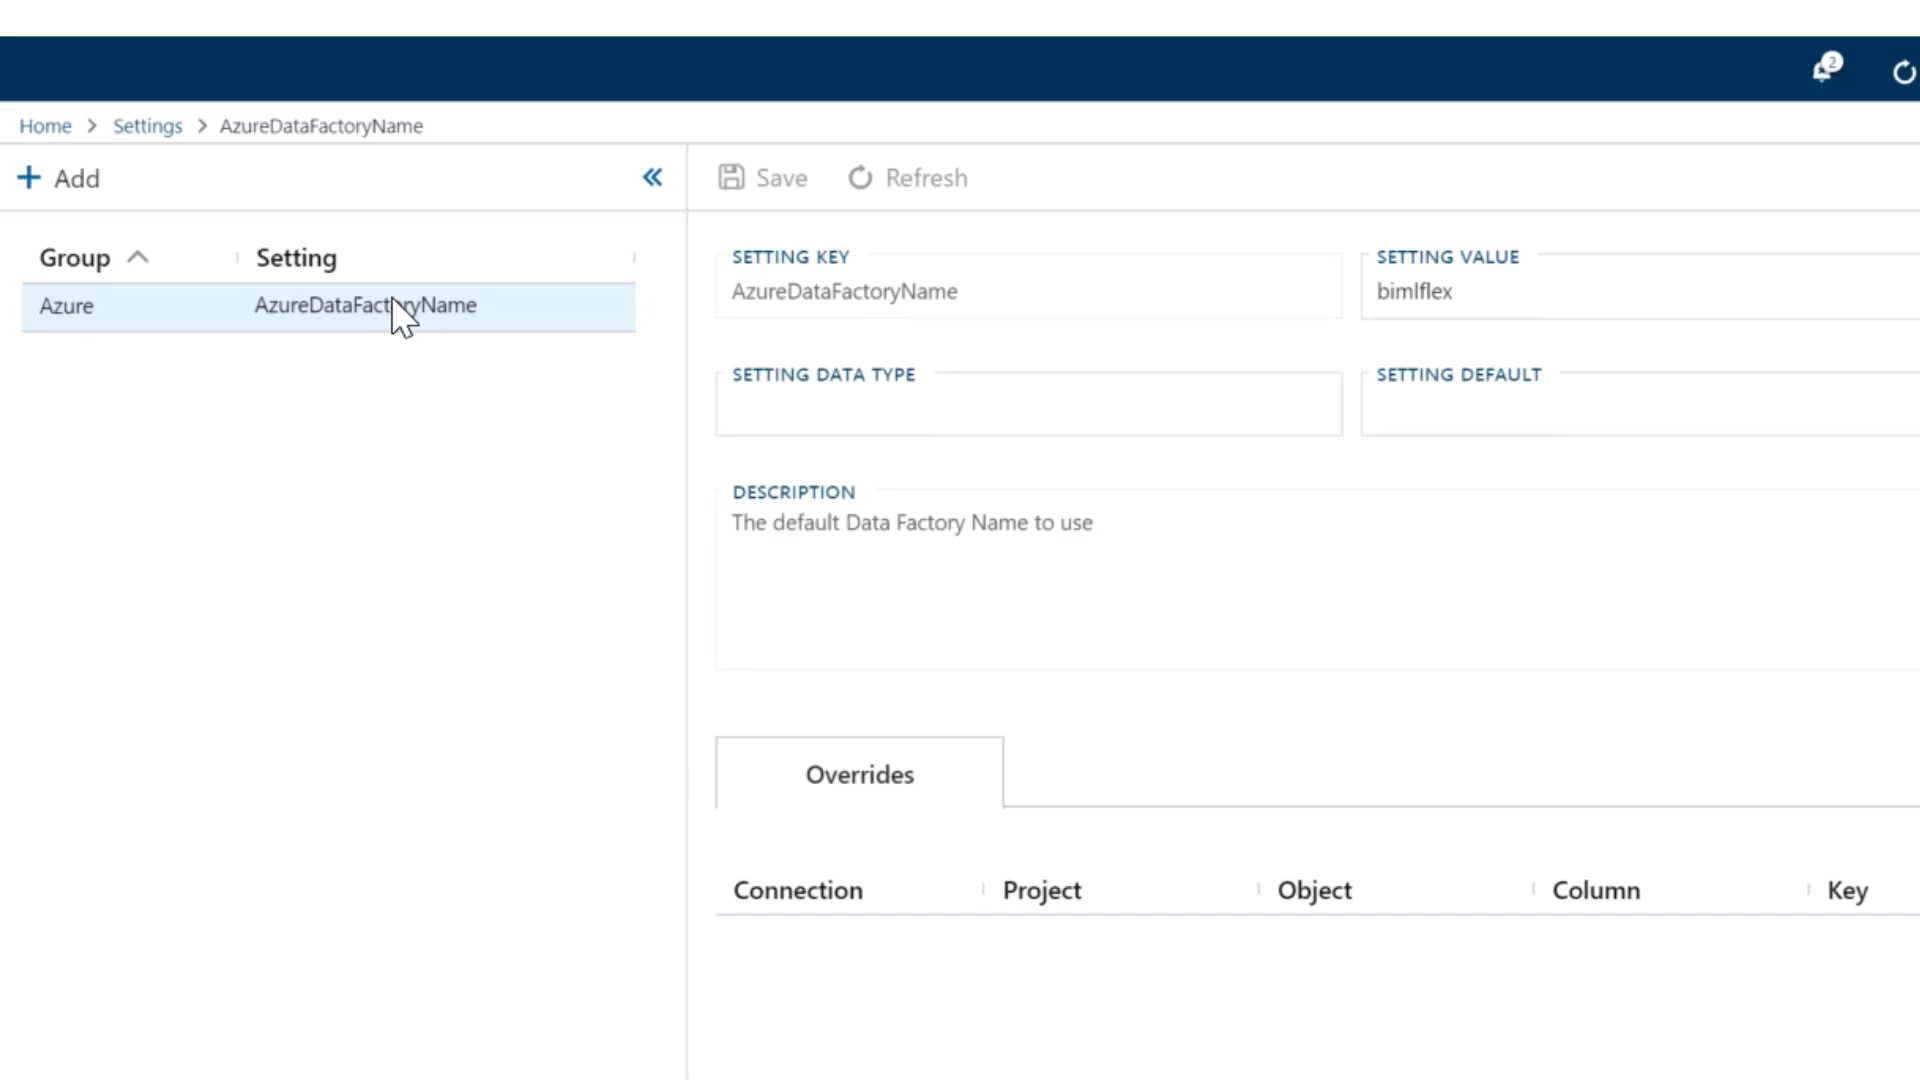 2
Home > Settings > AzureDataFactoryName
+ Add
Save Refresh
Group Setting
Azure AzureDataFactoryName
SETTING KEY
AzureDataFactoryName
SETTING VALUE
bimlflex
SETTING DATA TYPE
SETTING DEFAULT
DESCRIPTION
The default Data Factory Name to use
Overrides
Connection Project Object Column Key